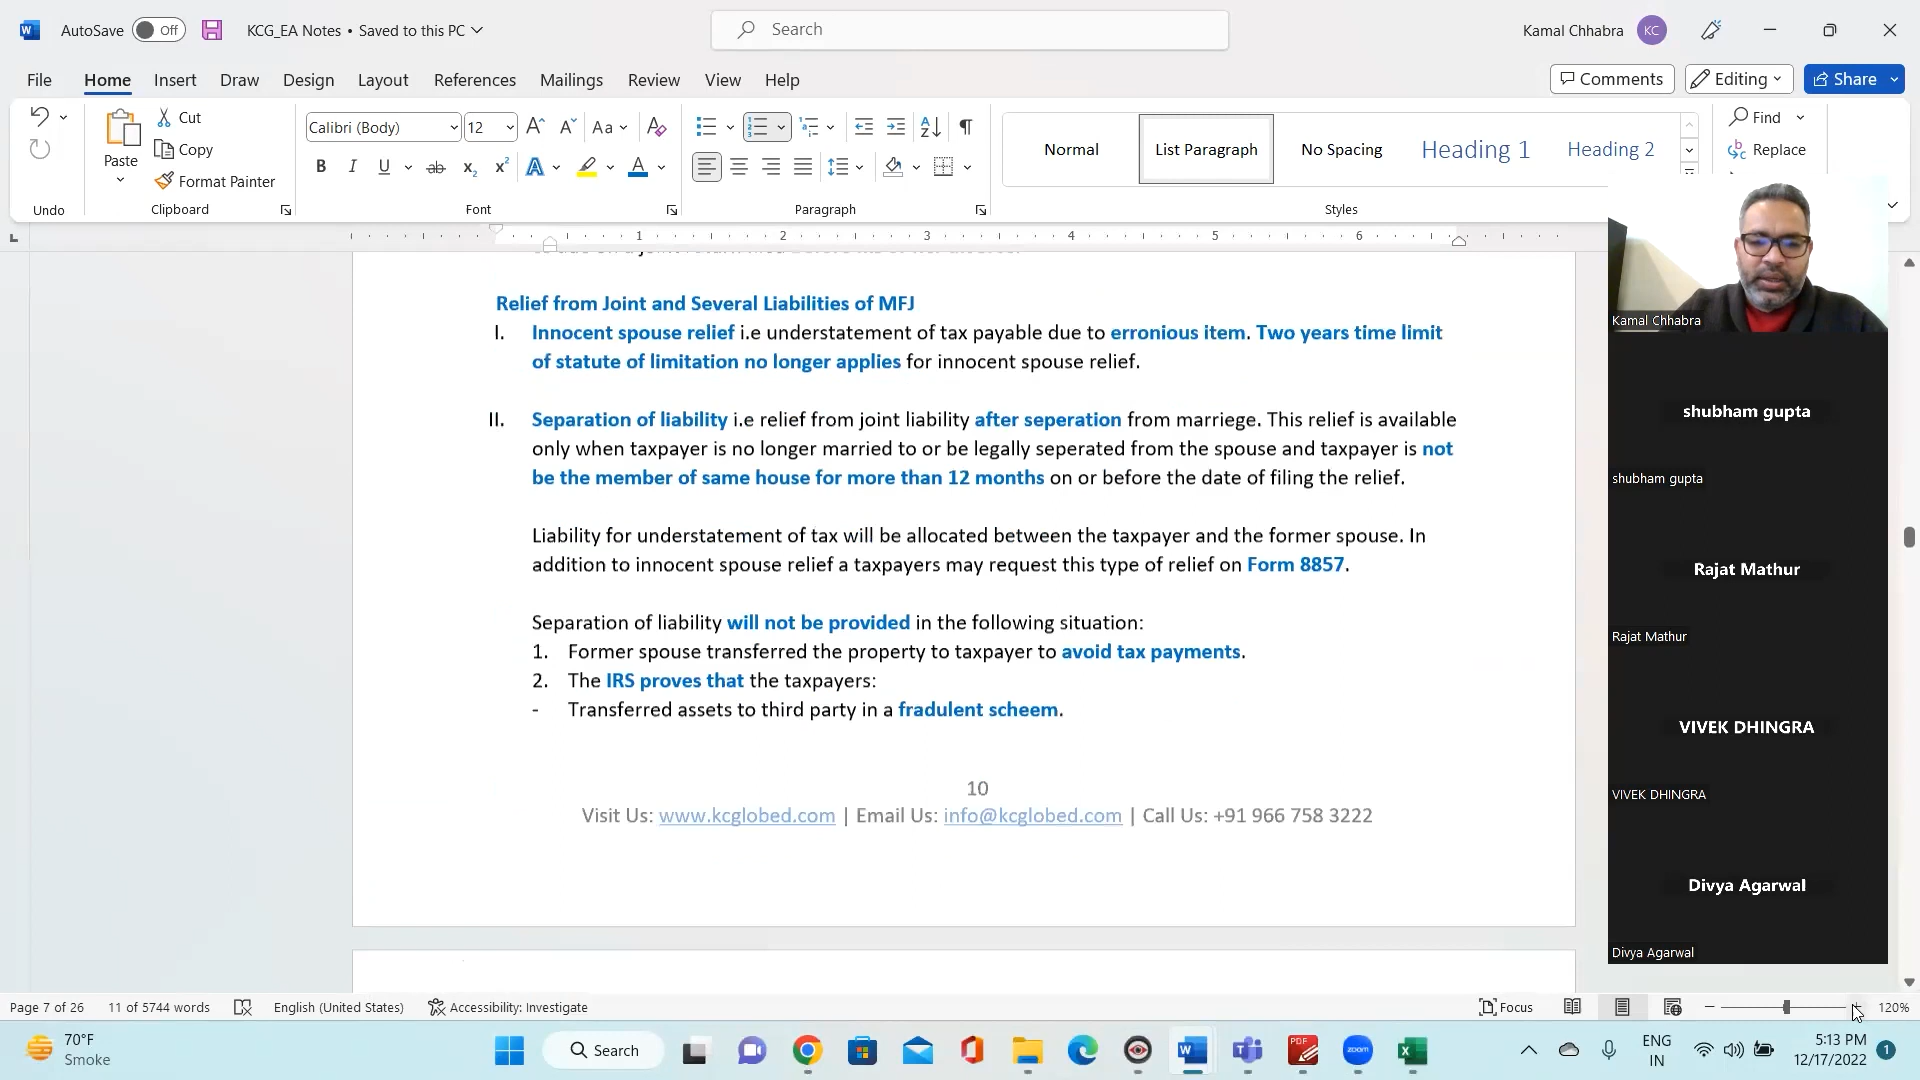 AutoSave Off KCG_EA Notes • Saved to this PC Search Kamal Chhabra KC
File Home Insert Draw Design Layout References Mailings Review View Help Comments Editing Share
Cut
Copy
Format Painter
Paste
Calibri (Body) 12 Aa
Normal List Paragraph No Spacing Heading 1 Heading 2
Find
Replace
Undo Clipboard Font Paragraph Styles
1 2 3 4 5 6
Relief from Joint and Several Liabilities of MFJ
I. Innocent spouse relief i.e understatement of tax payable due to erronious item. Two years time limit
of statute of limitation no longer applies for innocent spouse relief.
II. Separation of liability i.e relief from joint liability after seperation from marriege. This relief is available
only when taxpayer is no longer married to or be legally seperated from the spouse and taxpayer is not
be the member of same house for more than 12 months on or before the date of filing the relief.
Liability for understatement of tax will be allocated between the taxpayer and the former spouse. In
addition to innocent spouse relief a taxpayers may request this type of relief on Form 8857.
Separation of liability will not be provided in the following situation:
1. Former spouse transferred the property to taxpayer to avoid tax payments.
2. The IRS proves that the taxpayers:
- Transferred assets to third party in a fradulent scheem.
10
Visit Us: www.kcglobed.com | Email Us: info@kcglobed.com | Call Us: +91 966 758 3222
Kamal Chhabra
shubham gupta
shubham gupta
Rajat Mathur
Rajat Mathur
VIVEK DHINGRA
VIVEK DHINGRA
Divya Agarwal
Divya Agarwal
Page 7 of 26 11 of 5744 words English (United States) Accessibility: Investigate Focus 120%
70°F
Smoke
Search
PDF
zoom
ENG
IN
5:13 PM
12/17/2022
1